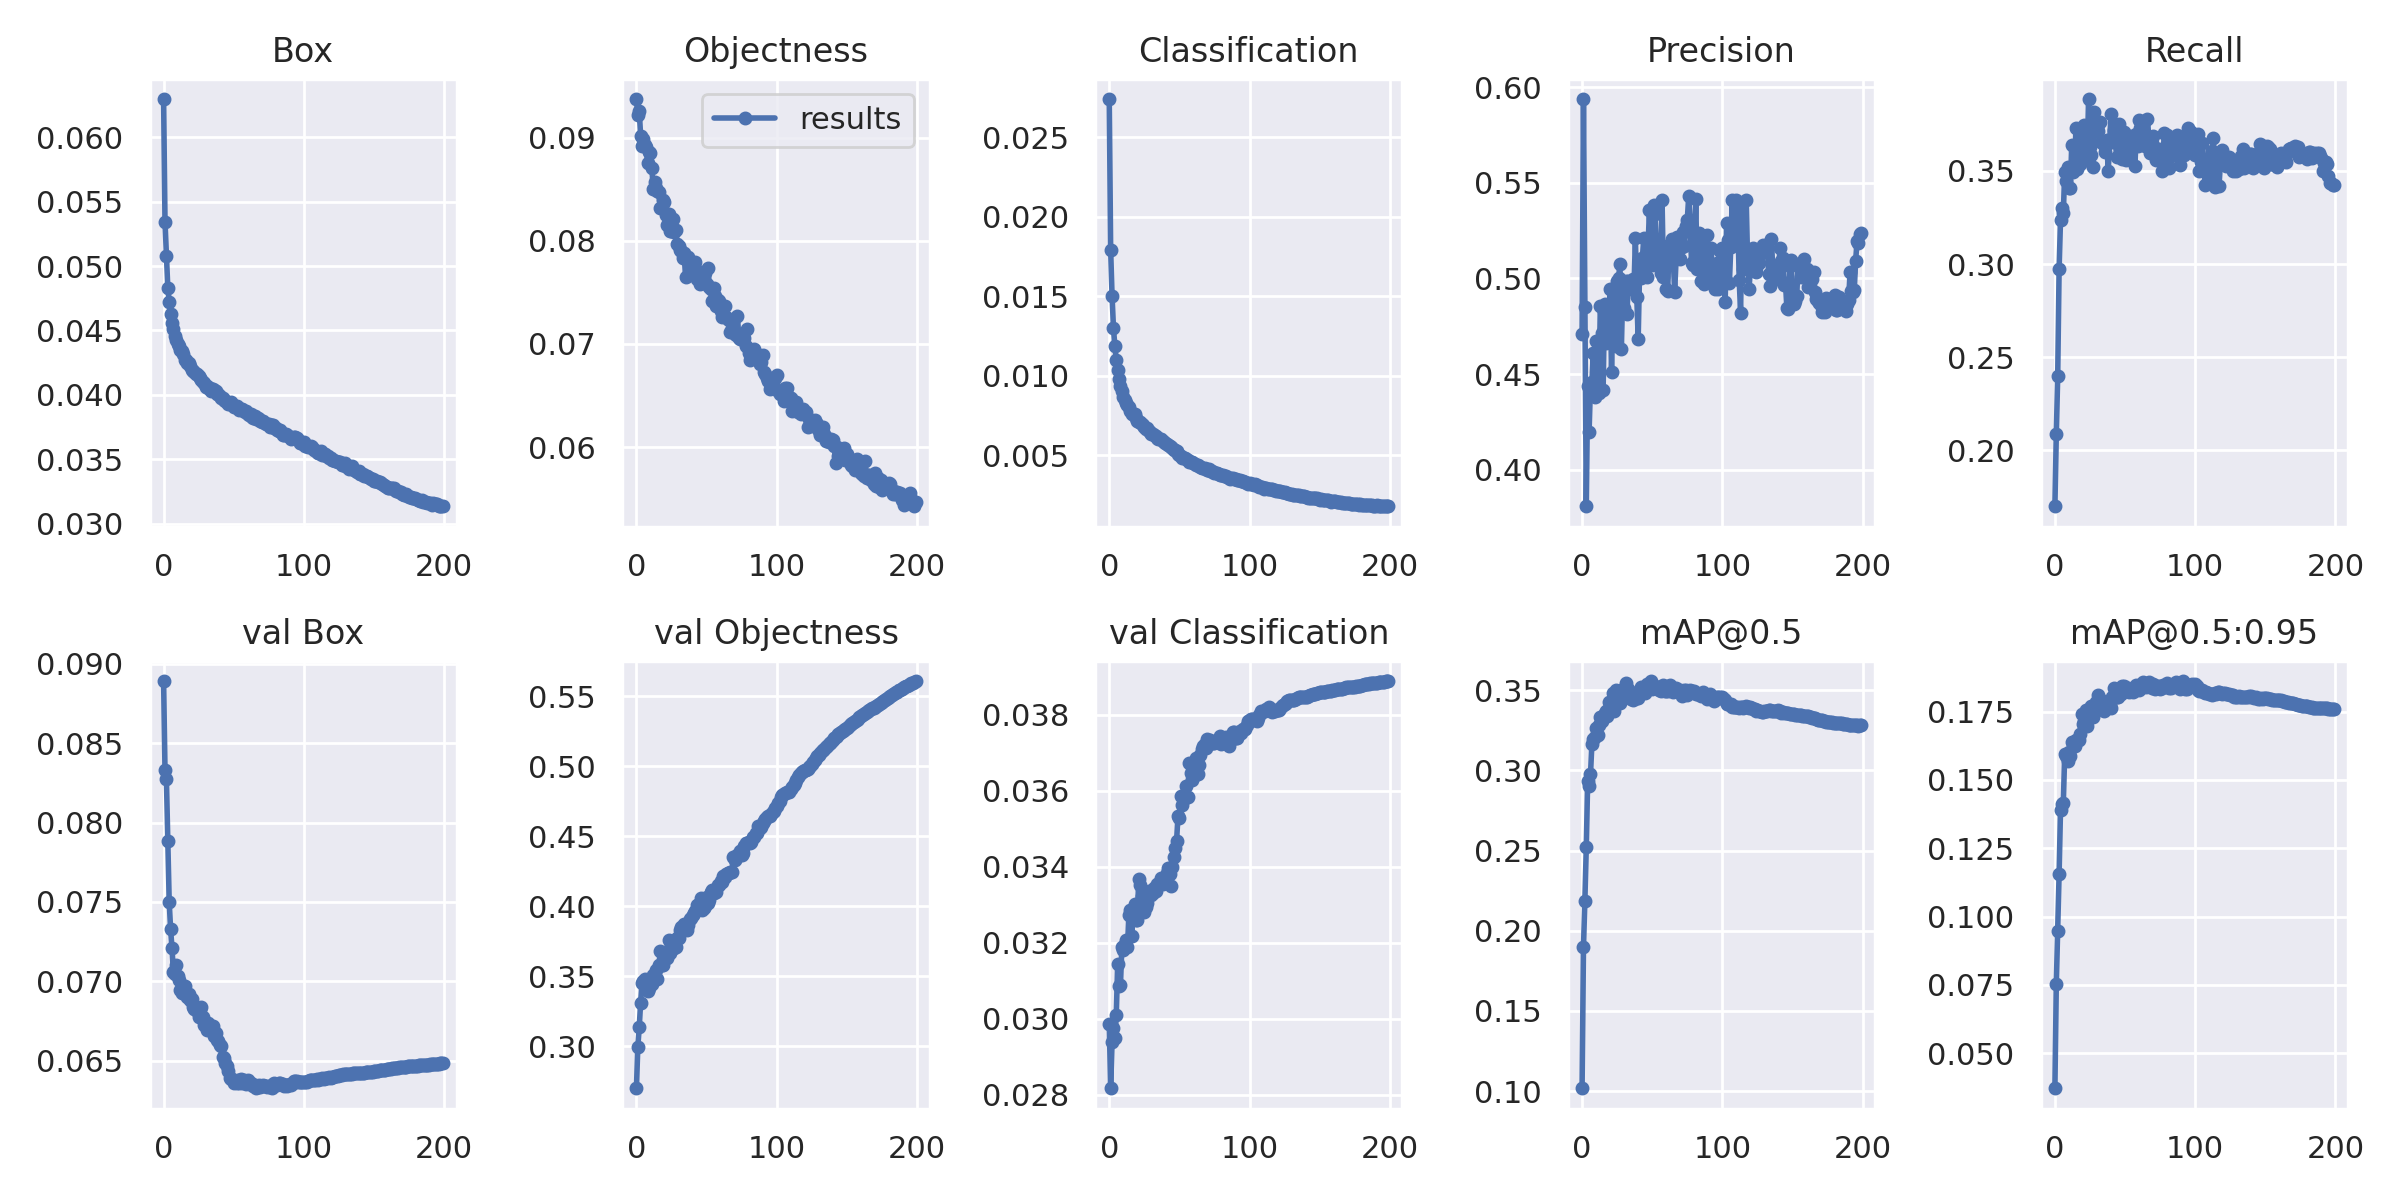 Box
Objectness
Classification
Precision
Recall
0.060
0.055
0.050
0.045
0.040
0.035
0.030
0 100 200
results
0.09
0.08
0.07
0.06
0 100 200
0.025
0.020
0.015
0.010
0.005
0 100 200
0.60
0.55
0.50
0.45
0.40
0 100 200
0.35
0.30
0.25
0.20
0 100 200
val Box
val Objectness
val Classification
mAP@0.5
mAP@0.5:0.95
0.090
0.085
0.080
0.075
0.070
0.065
0 100 200
0.55
0.50
0.45
0.40
0.35
0.30
0 100 200
0.038
0.036
0.034
0.032
0.030
0.028
0 100 200
0.35
0.30
0.25
0.20
0.15
0.10
0 100 200
0.175
0.150
0.125
0.100
0.075
0.050
0 100 200